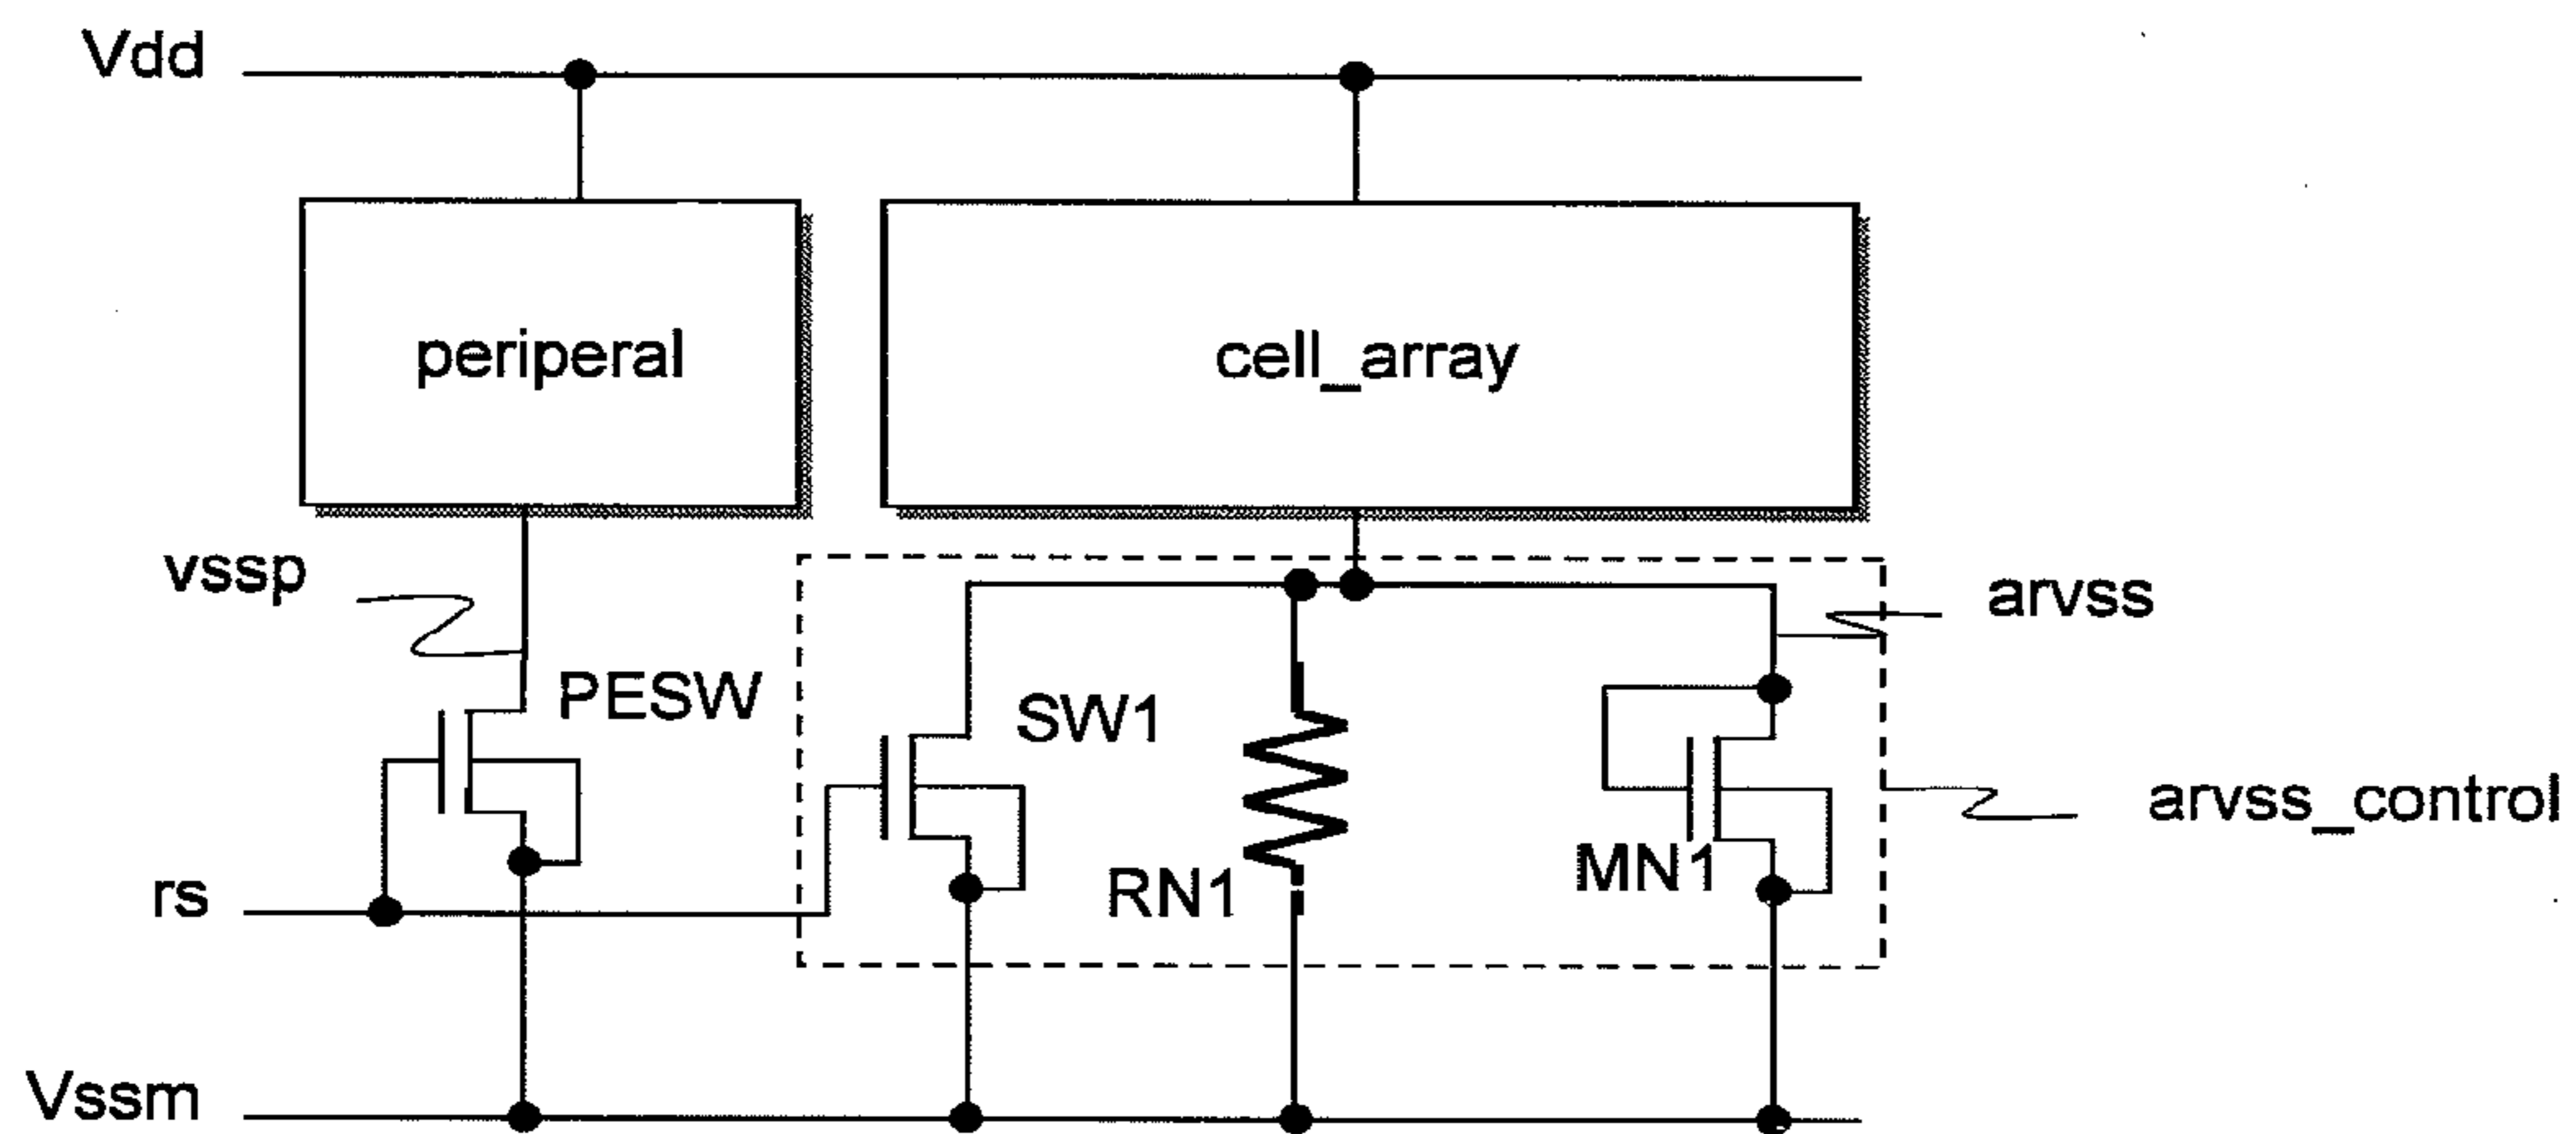 Vdd
periperal
cell_array
vssp
arvss
PESW
SW1
arvss_control
MN1
RN1
rs
Vssm